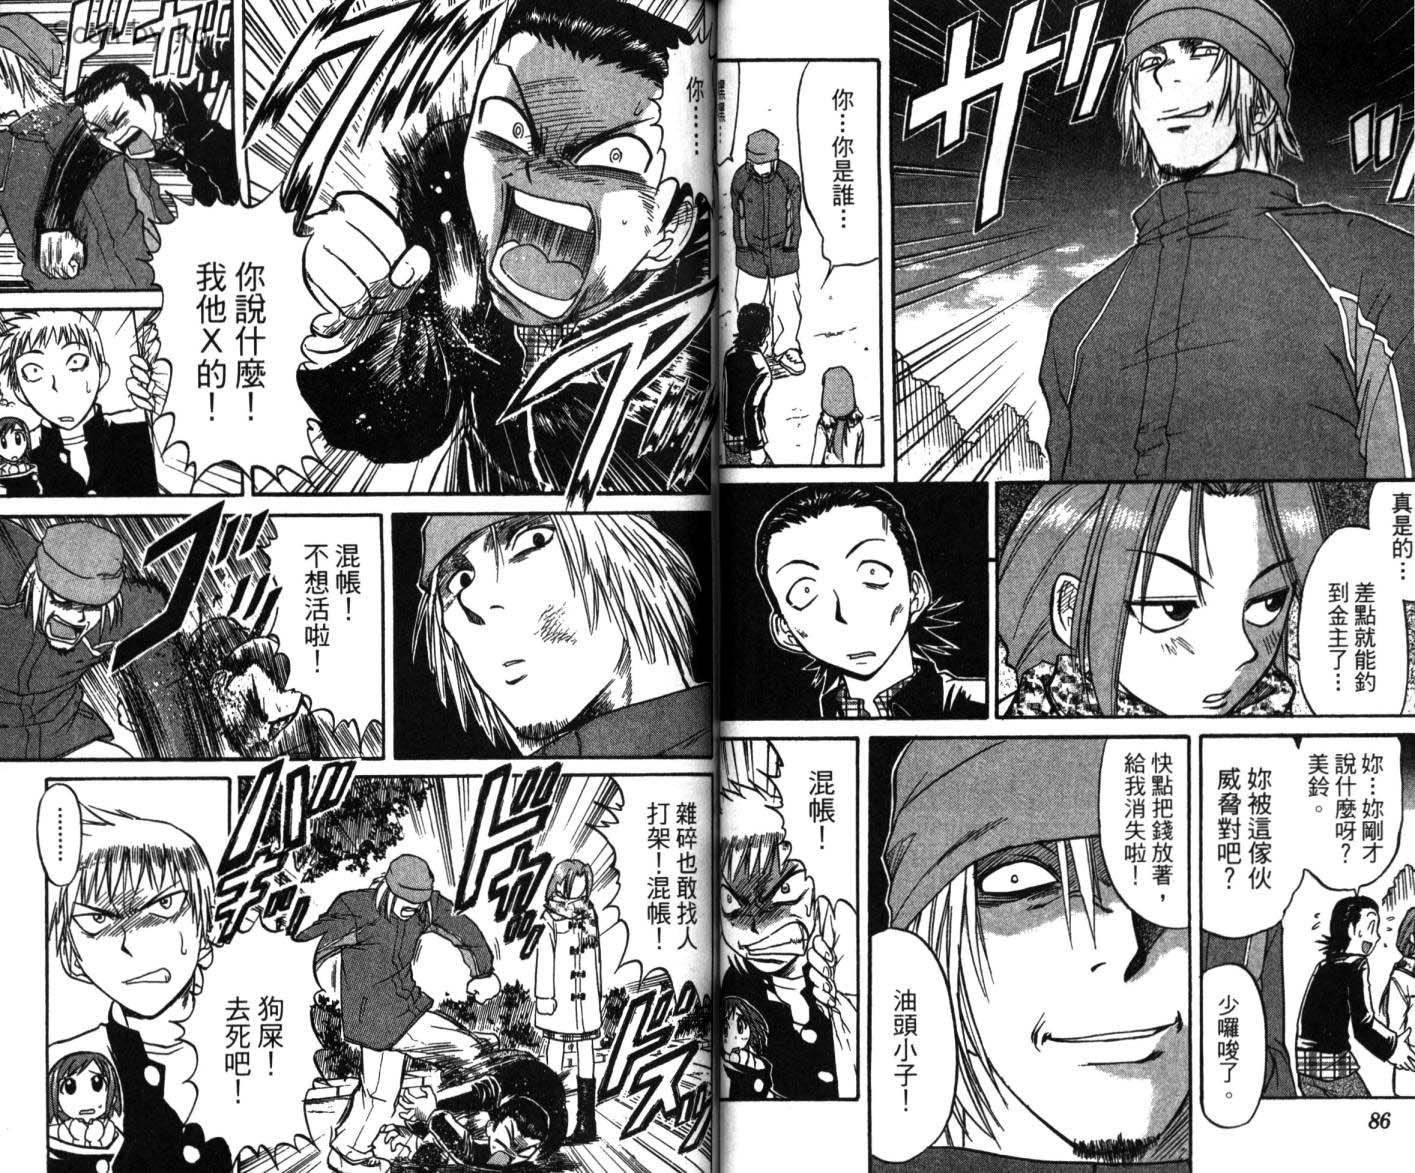 ザッ
你…你是誰…
嘿嘿…
真是的…
差點就能釣
到金主了…
妳…妳剛才
說什麼呀?
美鈴。
妳被這傢伙
威脅對吧?
少囉唆了。
快點把錢放著,
給我消失啦!
油頭小子!
混帳!
86
你……
你說什麼!
我他X的!
混帳!
不想活啦!
雜碎也敢找人
打架!混帳!
狗屎!
去死吧!
………